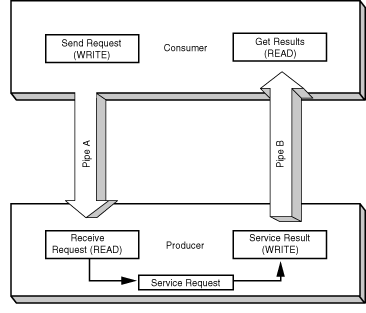 Send Request
(WRITE)
Consumer
Get Results
(READ)
Pipe A
Pipe B
Receive
Request (READ)
Producer
Service Result
(WRITE)
Service Request